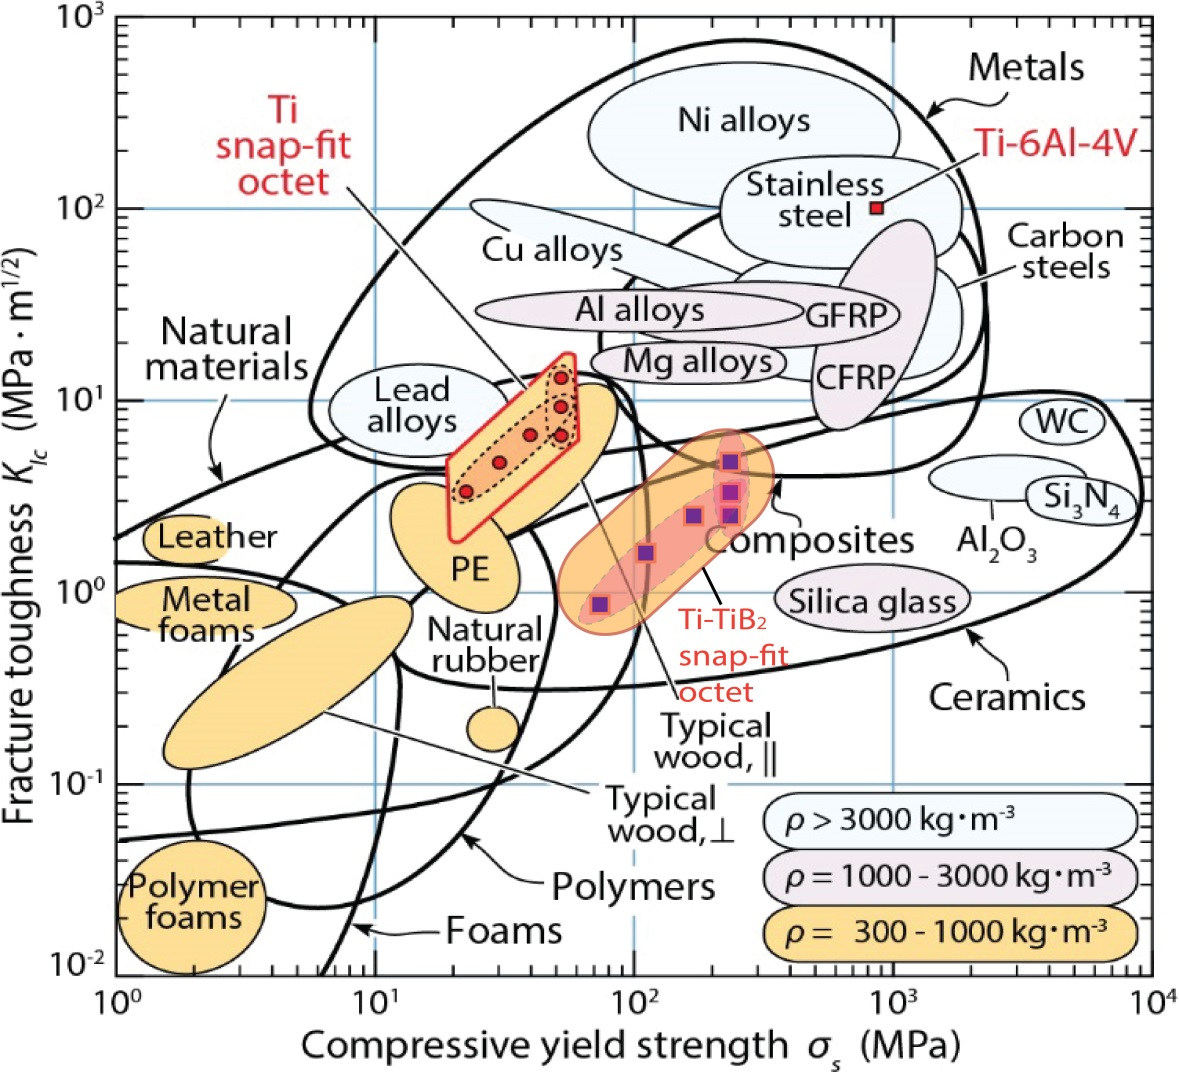 10³
Metals
Ti
snap-fit
octet
Ni alloys
Ti-6Al-4V
Stainless
steel
10²
Cu alloys
Carbon
steels
Natural
materials
Al alloys
GFRP
Mg alloys
CFRP
Lead
alloys
10¹
WC
Si₃N₄
Al₂O₃
Leather
PE
Composites
10⁰
Metal
foams
Silica glass
Natural
rubber
Ti-TiB₂
snap-fit
octet
Ceramics
Typical
wood, ||
10⁻¹
Typical
wood,⊥
ρ > 3000 kg·m⁻³
ρ = 1000 - 3000 kg·m⁻³
ρ = 300 - 1000 kg·m⁻³
Polymer
foams
Polymers
Foams
10⁻²
10⁰ 10¹ 10² 10³ 10⁴
Compressive yield strength σₛ (MPa)
Fracture toughness K_Ic (MPa · m¹/²)